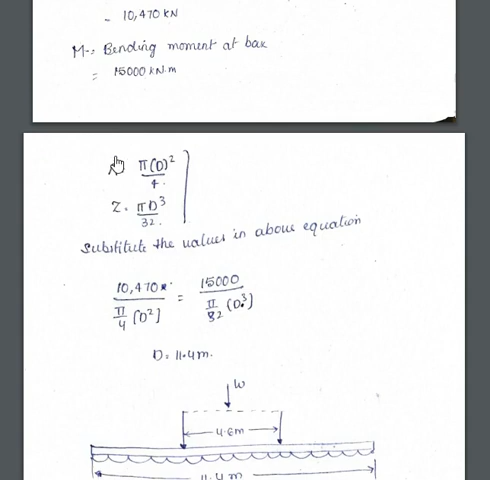 = 10,470 KN
M-: Bending moment at bax
= 15000 KN.m
π(D)²/4.
Z. πD³/32.
Substitute the values in above equation
10,470/π/4 [D²] = 15000/π/32 (D³)
D = 11.4m.
W
4.6m
11.4 m